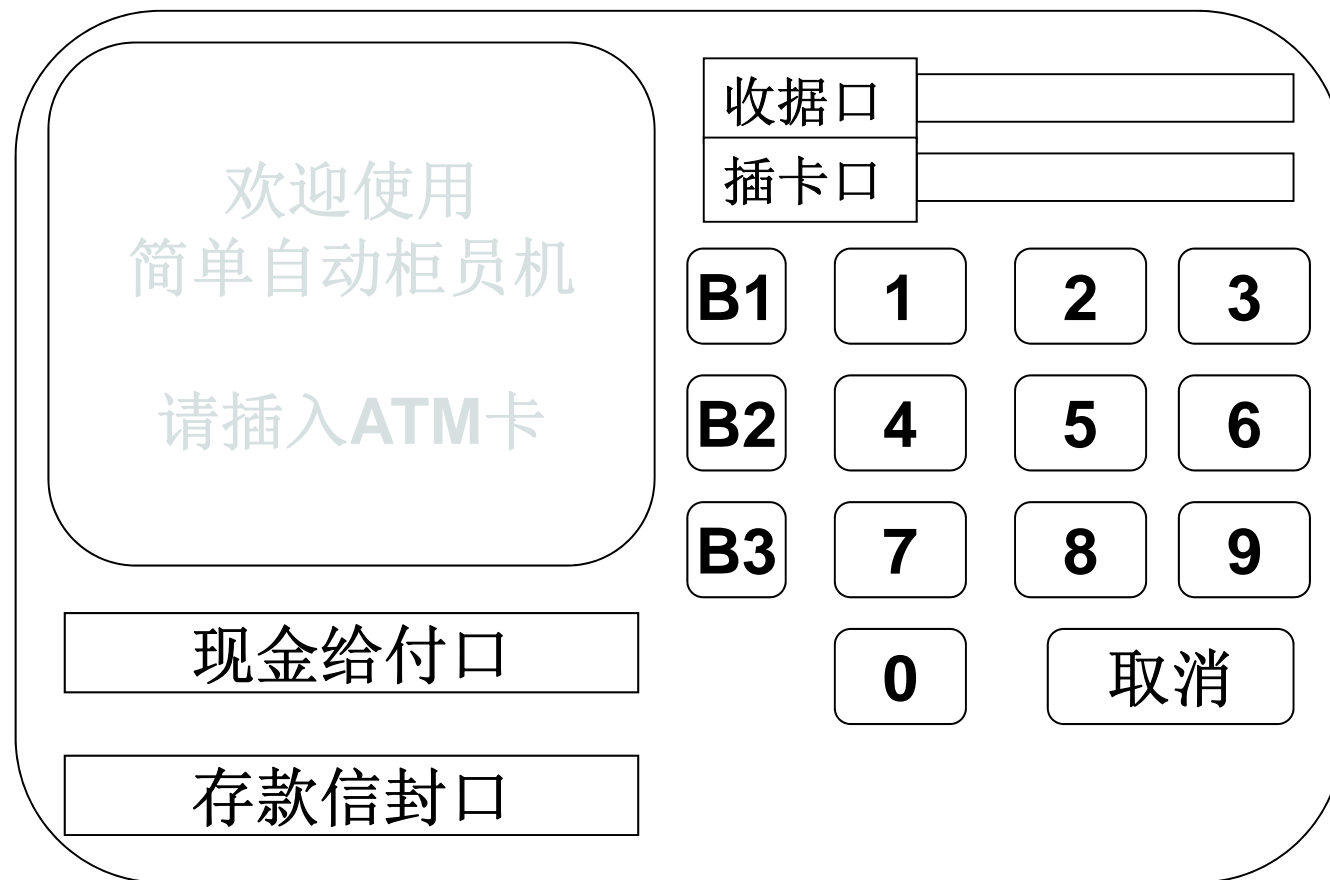 欢迎使用
简单自动柜员机
请插入ATM卡
收据口
插卡口
B1 1 2 3
B2 4 5 6
B3 7 8 9
0 取消
现金给付口
存款信封口